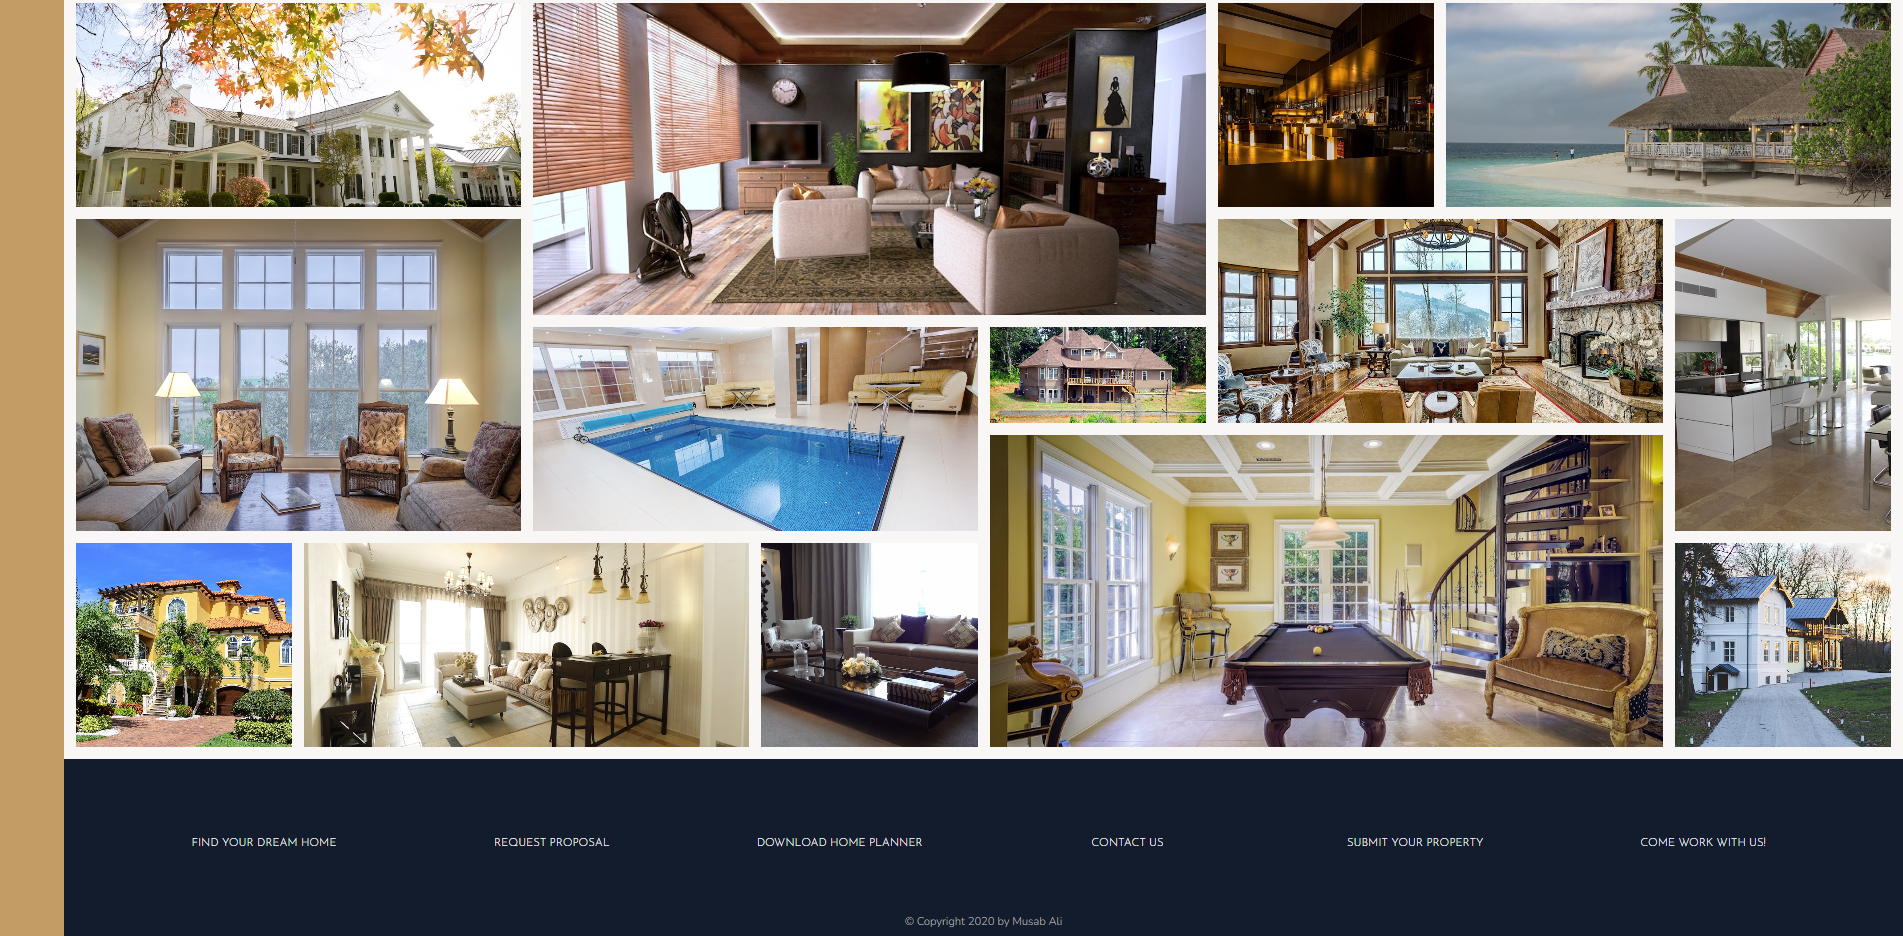 FIND YOUR DREAM HOME
REQUEST PROPOSAL
DOWNLOAD HOME PLANNER
CONTACT US
SUBMIT YOUR PROPERTY
COME WORK WITH US!
© Copyright 2020 by Musab Ali